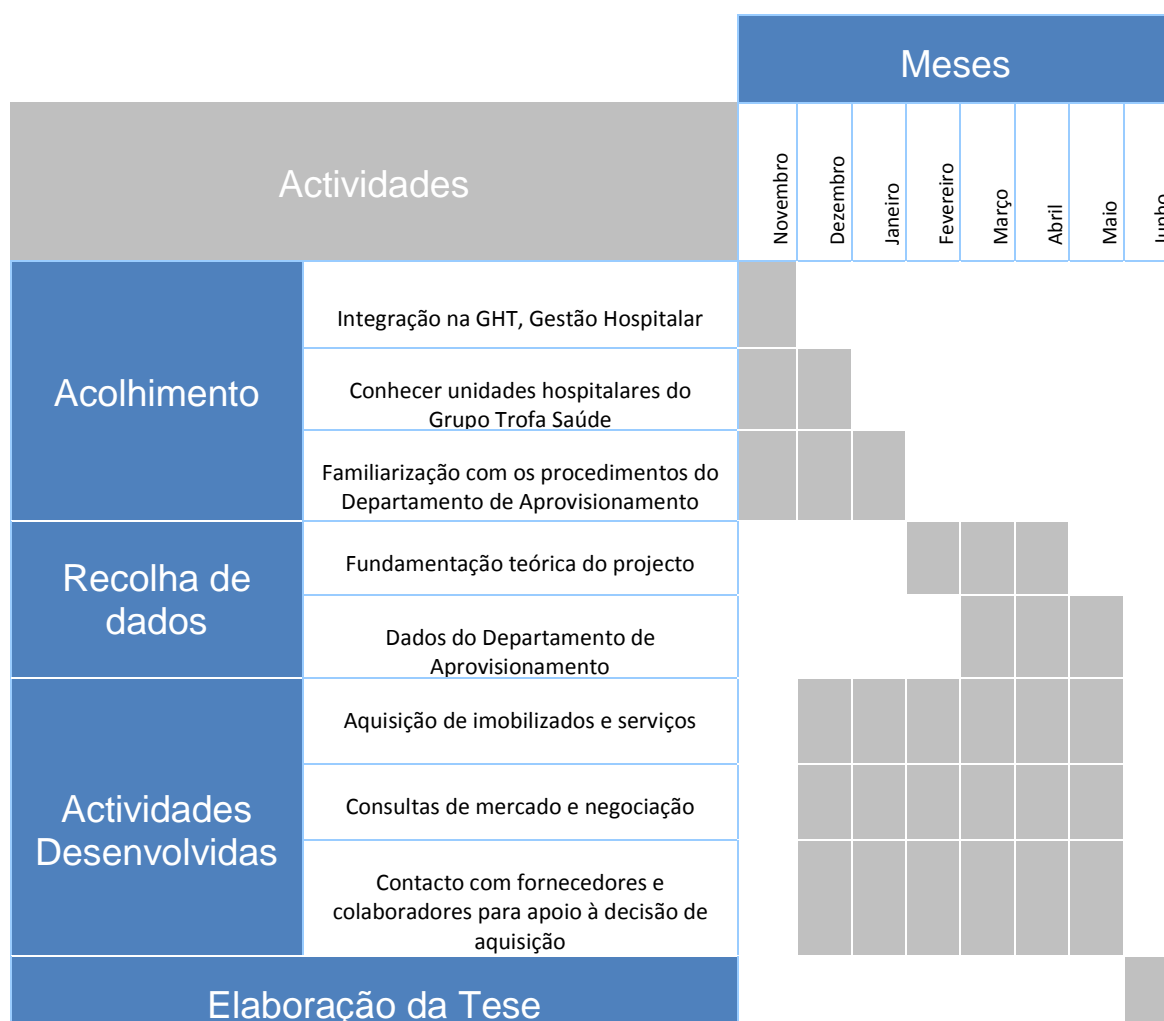 Meses
Actividades
Novembro
Dezembro
Janeiro
Fevereiro
Março
Abril
Maio
Junho
Acolhimento
Integração na GHT, Gestão Hospitalar
Conhecer unidades hospitalares do
Grupo Trofa Saúde
Familiarização com os procedimentos do
Departamento de Aprovisionamento
Recolha de
dados
Fundamentação teórica do projecto
Dados do Departamento de
Aprovisionamento
Actividades
Desenvolvidas
Aquisição de imobilizados e serviços
Consultas de mercado e negociação
Contacto com fornecedores e
colaboradores para apoio à decisão de
aquisição
Elaboração da Tese